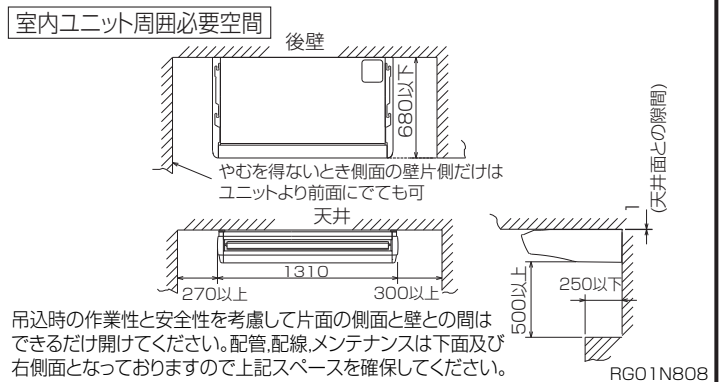 室内ユニット周囲必要空間
後壁
680以下
やむを得ないとき側面の壁片側だけは
ユニットより前面にでても可
天井
1
(天井面との隙間)
1310
270以上
300以上
500以上
250以下
吊込時の作業性と安全性を考慮して片面の側面と壁との間は
できるだけ開けてください。配管,配線,メンテナンスは下面及び
右側面となっておりますので上記スペースを確保してください。
RG01N808